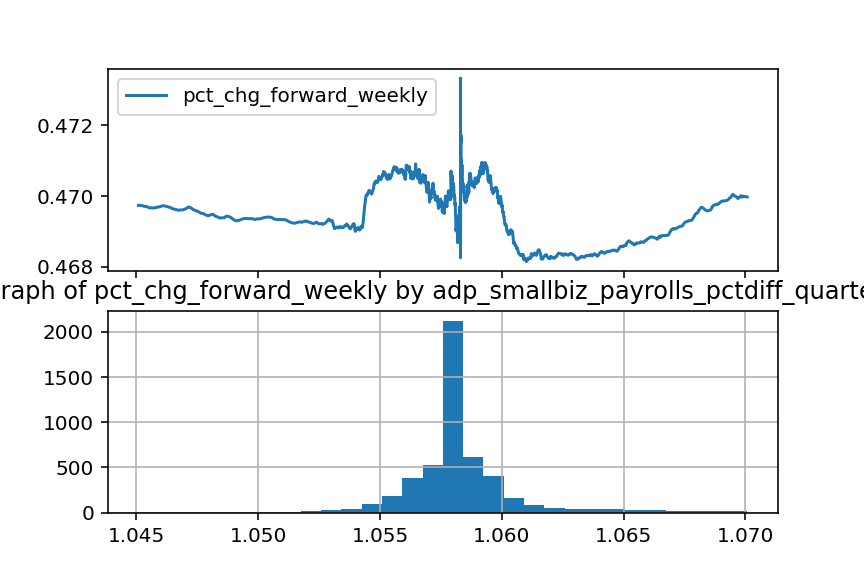 pct_chg_forward_weekly
0.472
0.470
0.468
raph of pct_chg_forward_weekly by adp_smallbiz_payrolls_pctdiff_quarte
2000
1500
1000
500
0
1.045 1.050 1.055 1.060 1.065 1.070